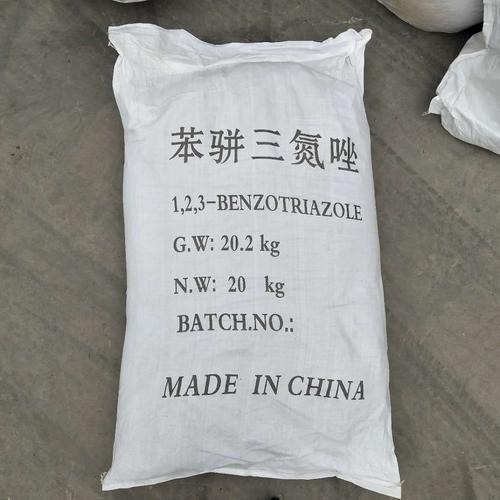 苯骈三氮唑
1,2,3-BENZOTRIAZOLE
G.W: 20.2 kg
N.W: 20 kg
BATCH.NO.:
MADE IN CHINA